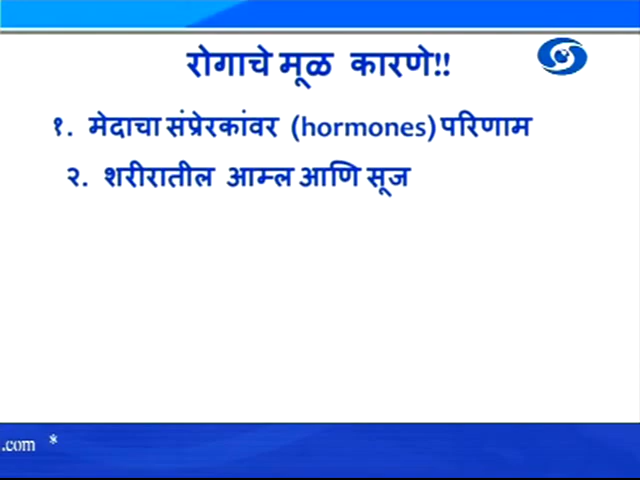 रोगाचे मूळ कारणे!!
१. मेदाचा संप्रेरकांवर (hormones) परिणाम
२. शरीरातील आम्ल आणि सूज
.com *